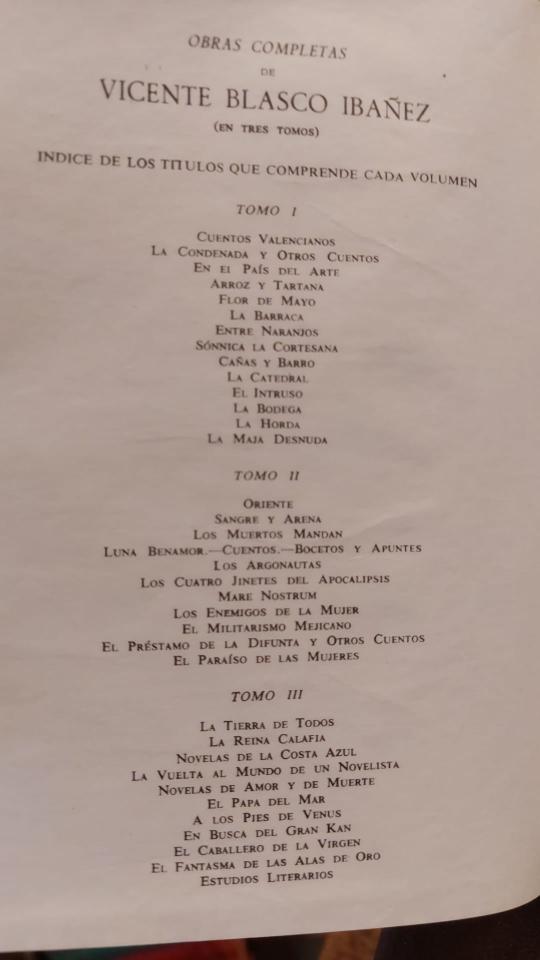 OBRAS COMPLETAS
DE
VICENTE BLASCO IBAÑEZ
(EN TRES TOMOS)
INDICE DE LOS TITULOS QUE COMPRENDE CADA VOLUMEN
TOMO I
CUENTOS VALENCIANOS
LA CONDENADA Y OTROS CUENTOS
EN EL PAÍS DEL ARTE
ARROZ Y TARTANA
FLOR DE MAYO
LA BARRACA
ENTRE NARANJOS
SÓNNICA LA CORTESANA
CAÑAS Y BARRO
LA CATEDRAL
EL INTRUSO
LA BODEGA
LA HORDA
LA MAJA DESNUDA
TOMO II
ORIENTE
SANGRE Y ARENA
LOS MUERTOS MANDAN
LUNA BENAMOR.—CUENTOS.—BOCETOS Y APUNTES
LOS ARGONAUTAS
LOS CUATRO JINETES DEL APOCALIPSIS
MARE NOSTRUM
LOS ENEMIGOS DE LA MUJER
EL MILITARISMO MEJICANO
EL PRÉSTAMO DE LA DIFUNTA Y OTROS CUENTOS
EL PARAÍSO DE LAS MUJERES
TOMO III
LA TIERRA DE TODOS
LA REINA CALAFIA
NOVELAS DE LA COSTA AZUL
LA VUELTA AL MUNDO DE UN NOVELISTA
NOVELAS DE AMOR Y DE MUERTE
EL PAPA DEL MAR
A LOS PIES DE VENUS
EN BUSCA DEL GRAN KAN
EL CABALLERO DE LA VIRGEN
EL FANTASMA DE LAS ALAS DE ORO
ESTUDIOS LITERARIOS